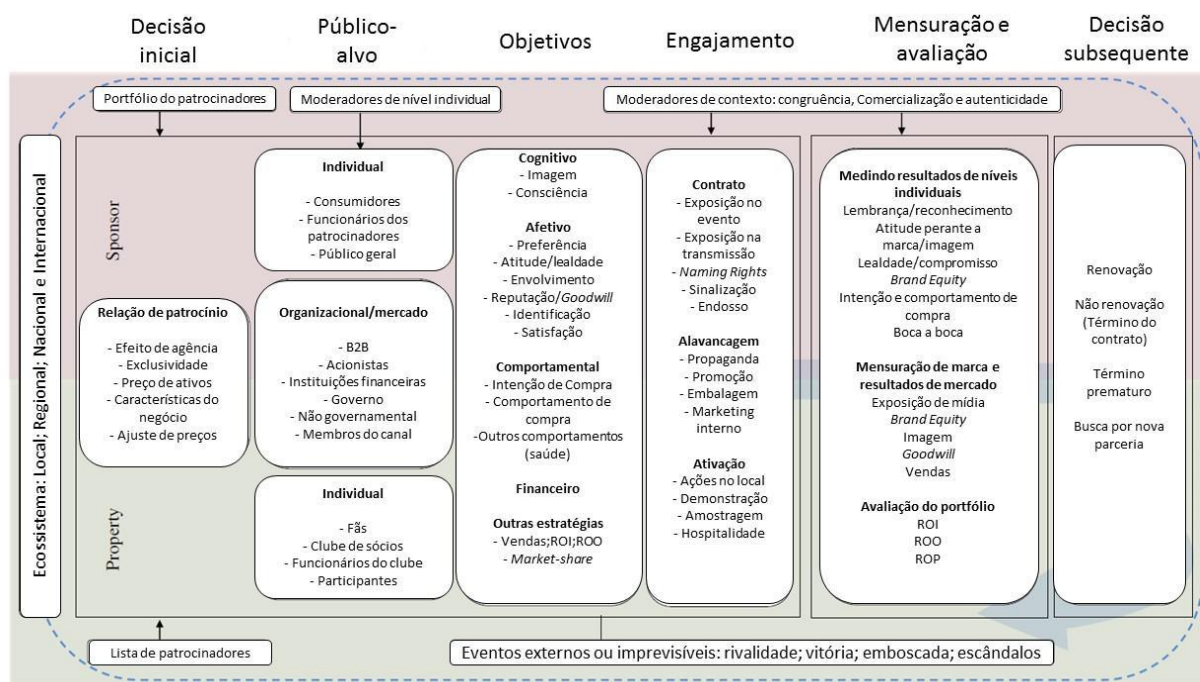 Decisão
inicial
Público-
alvo
Objetivos
Engajamento
Mensuração e
avaliação
Decisão
subsequente
Portfólio do patrocinadores
Moderadores de nível individual
Moderadores de contexto: congruência, Comercialização e autenticidade
Ecossistema: Local; Regional; Nacional e Internacional
Sponsor
Property
Relação de patrocínio
- Efeito de agência
- Exclusividade
- Preço de ativos
- Características do
negócio
- Ajuste de preços
Individual
- Consumidores
- Funcionários dos
patrocinadores
- Público geral
Organizacional/mercado
- B2B
- Acionistas
- Instituições financeiras
- Governo
- Não governamental
- Membros do canal
Individual
- Fãs
- Clube de sócios
- Funcionários do clube
- Participantes
Cognitivo
- Imagem
- Consciência
Afetivo
- Preferência
- Atitude/lealdade
- Envolvimento
- Reputação/Goodwill
- Identificação
- Satisfação
Comportamental
- Intenção de Compra
- Comportamento de
compra
-Outros comportamentos
(saúde)
Financeiro
Outras estratégias
- Vendas;ROI;ROO
- Market-share
Contrato
- Exposição no
evento
- Exposição na
transmissão
- Naming Rights
- Sinalização
- Endosso
Alavancagem
- Propaganda
- Promoção
- Embalagem
- Marketing
interno
Ativação
- Ações no local
- Demonstração
- Amostragem
- Hospitalidade
Medindo resultados de níveis
individuais
Lembrança/reconhecimento
Atitude perante a
marca/imagem
Lealdade/compromisso
Brand Equity
Intenção e comportamento de
compra
Boca a boca
Mensuração de marca e
resultados de mercado
Exposição de mídia
Brand Equity
Imagem
Goodwill
Vendas
Avaliação do portfólio
ROI
ROO
ROP
Renovação
Não renovação
(Término do
contrato)
Término
prematuro
Busca por nova
parceria
Lista de patrocinadores
Eventos externos ou imprevisíveis: rivalidade; vitória; emboscada; escândalos